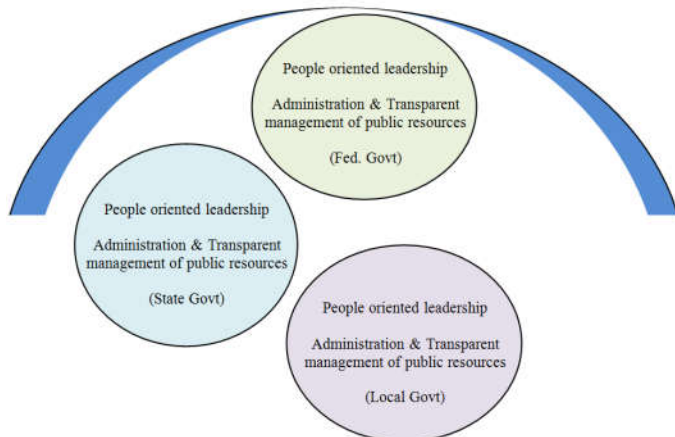 People oriented leadership
Administration & Transparent
management of public resources
(Fed. Govt)
People oriented leadership
Administration & Transparent
management of public resources
(State Govt)
People oriented leadership
Administration & Transparent
management of public resources
(Local Govt)